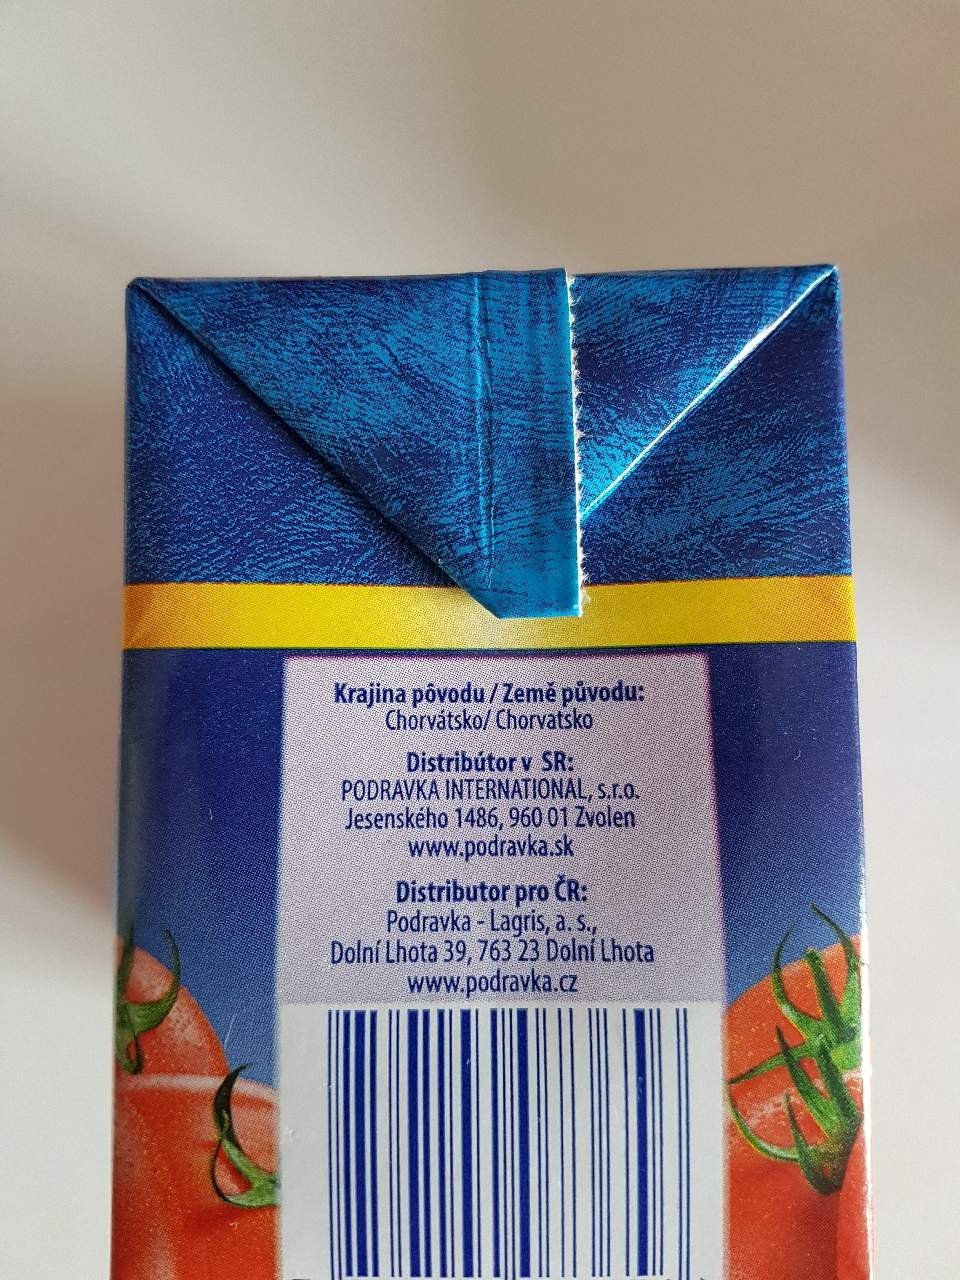 Krajina pôvodu / Země původu:
Chorvátsko/ Chorvatsko
Distribútor v SR:
PODRAVKA INTERNATIONAL, s.r.o.
Jesenského 1486, 960 01 Zvolen
www.podravka.sk
Distributor pro ČR:
Podravka - Lagris, a. s.,
Dolní Lhota 39, 763 23 Dolní Lhota
www.podravka.cz